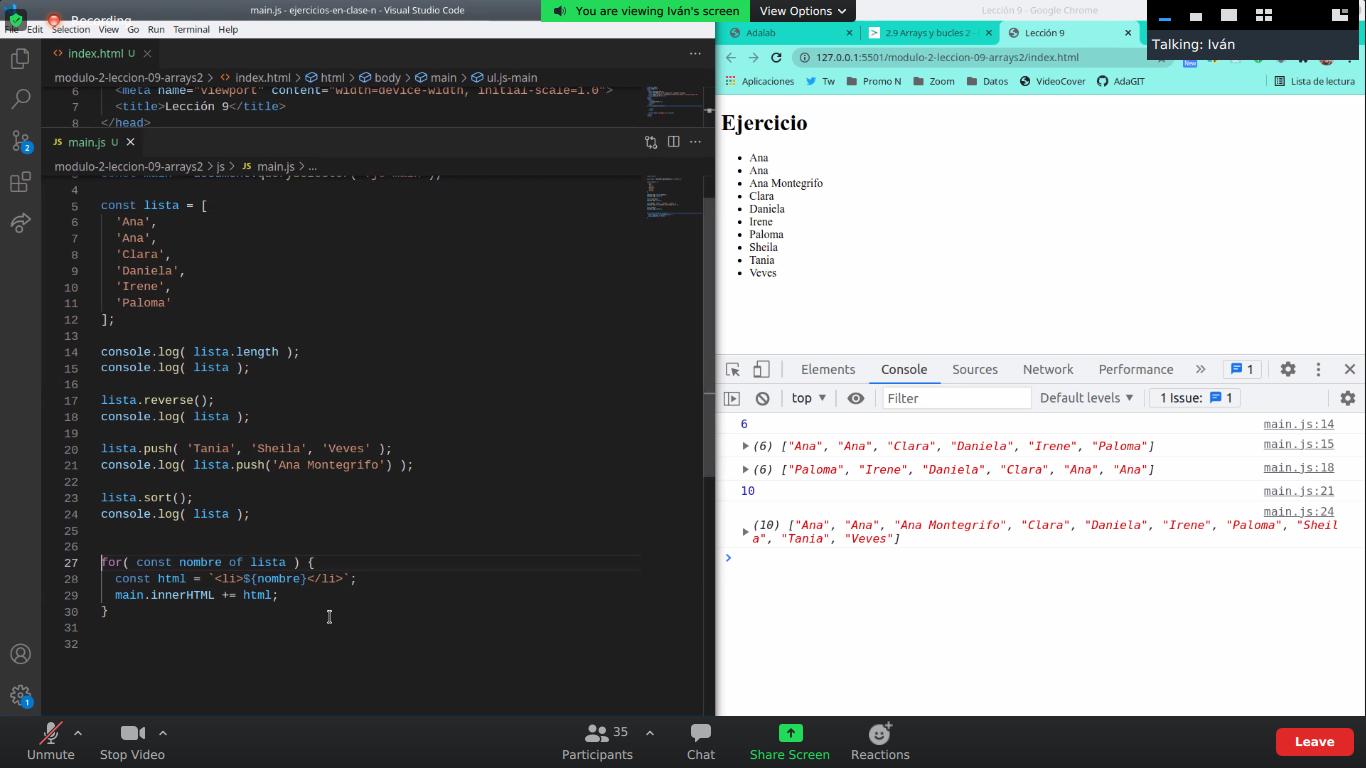 main.js - ejercicios-en-clase-n - Visual Studio Code
You are viewing Iván's screen
View Options
Lección 9 - Google Chrome
Recording
File Edit Selection View Go Run Terminal Help
Talking: Iván
index.html U
modulo-2-leccion-09-arrays2 > index.html > html > body > main > ul.js-main
6 <meta name="viewport" content="width=device-width, initial-scale=1.0">
7 <title>Lección 9</title>
8 </head>
JS main.js U
modulo-2-leccion-09-arrays2 > js > JS main.js > ...
4
5 const lista = [
6 'Ana',
7 'Ana',
8 'Clara',
9 'Daniela',
10 'Irene',
11 'Paloma'
12 ];
13
14 console.log( lista.length );
15 console.log( lista );
16
17 lista.reverse();
18 console.log( lista );
19
20 lista.push( 'Tania', 'Sheila', 'Veves' );
21 console.log( lista.push('Ana Montegrifo') );
22
23 lista.sort();
24 console.log( lista );
25
26
27 for( const nombre of lista ) {
28 const html = `<li>${nombre}</li>`;
29 main.innerHTML += html;
30 }
31
32
2
1
Adalab
2.9 Arrays y bucles 2 -
Lección 9
127.0.0.1:5501/modulo-2-leccion-09-arrays2/index.html
New
Aplicaciones Tw Promo N Zoom Datos VideoCover AdaGIT Lista de lectura
Ejercicio
Ana
Ana
Ana Montegrifo
Clara
Daniela
Irene
Paloma
Sheila
Tania
Veves
Elements Console Sources Network Performance » 1
top Filter Default levels 1 Issue: 1
6 main.js:14
(6) ["Ana", "Ana", "Clara", "Daniela", "Irene", "Paloma"] main.js:15
(6) ["Paloma", "Irene", "Daniela", "Clara", "Ana", "Ana"] main.js:18
10 main.js:21
main.js:24
(10) ["Ana", "Ana", "Ana Montegrifo", "Clara", "Daniela", "Irene", "Paloma", "Sheil
a", "Tania", "Veves"]
Unmute
Stop Video
35
Participants
Chat
Share Screen
Reactions
Leave